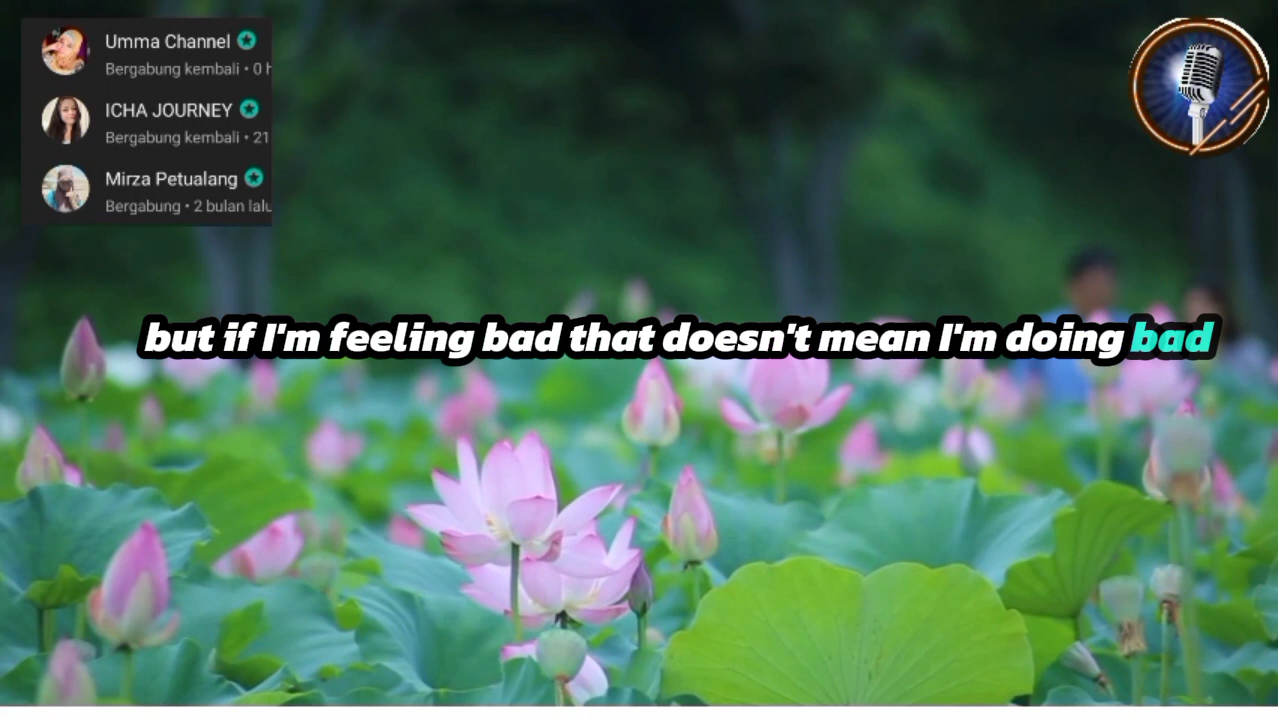 Umma Channel
Bergabung kembali • 0 h
ICHA JOURNEY
Bergabung kembali • 21
Mirza Petualang
Bergabung • 2 bulan lalu
but if I'm feeling bad that doesn't mean I'm doing bad